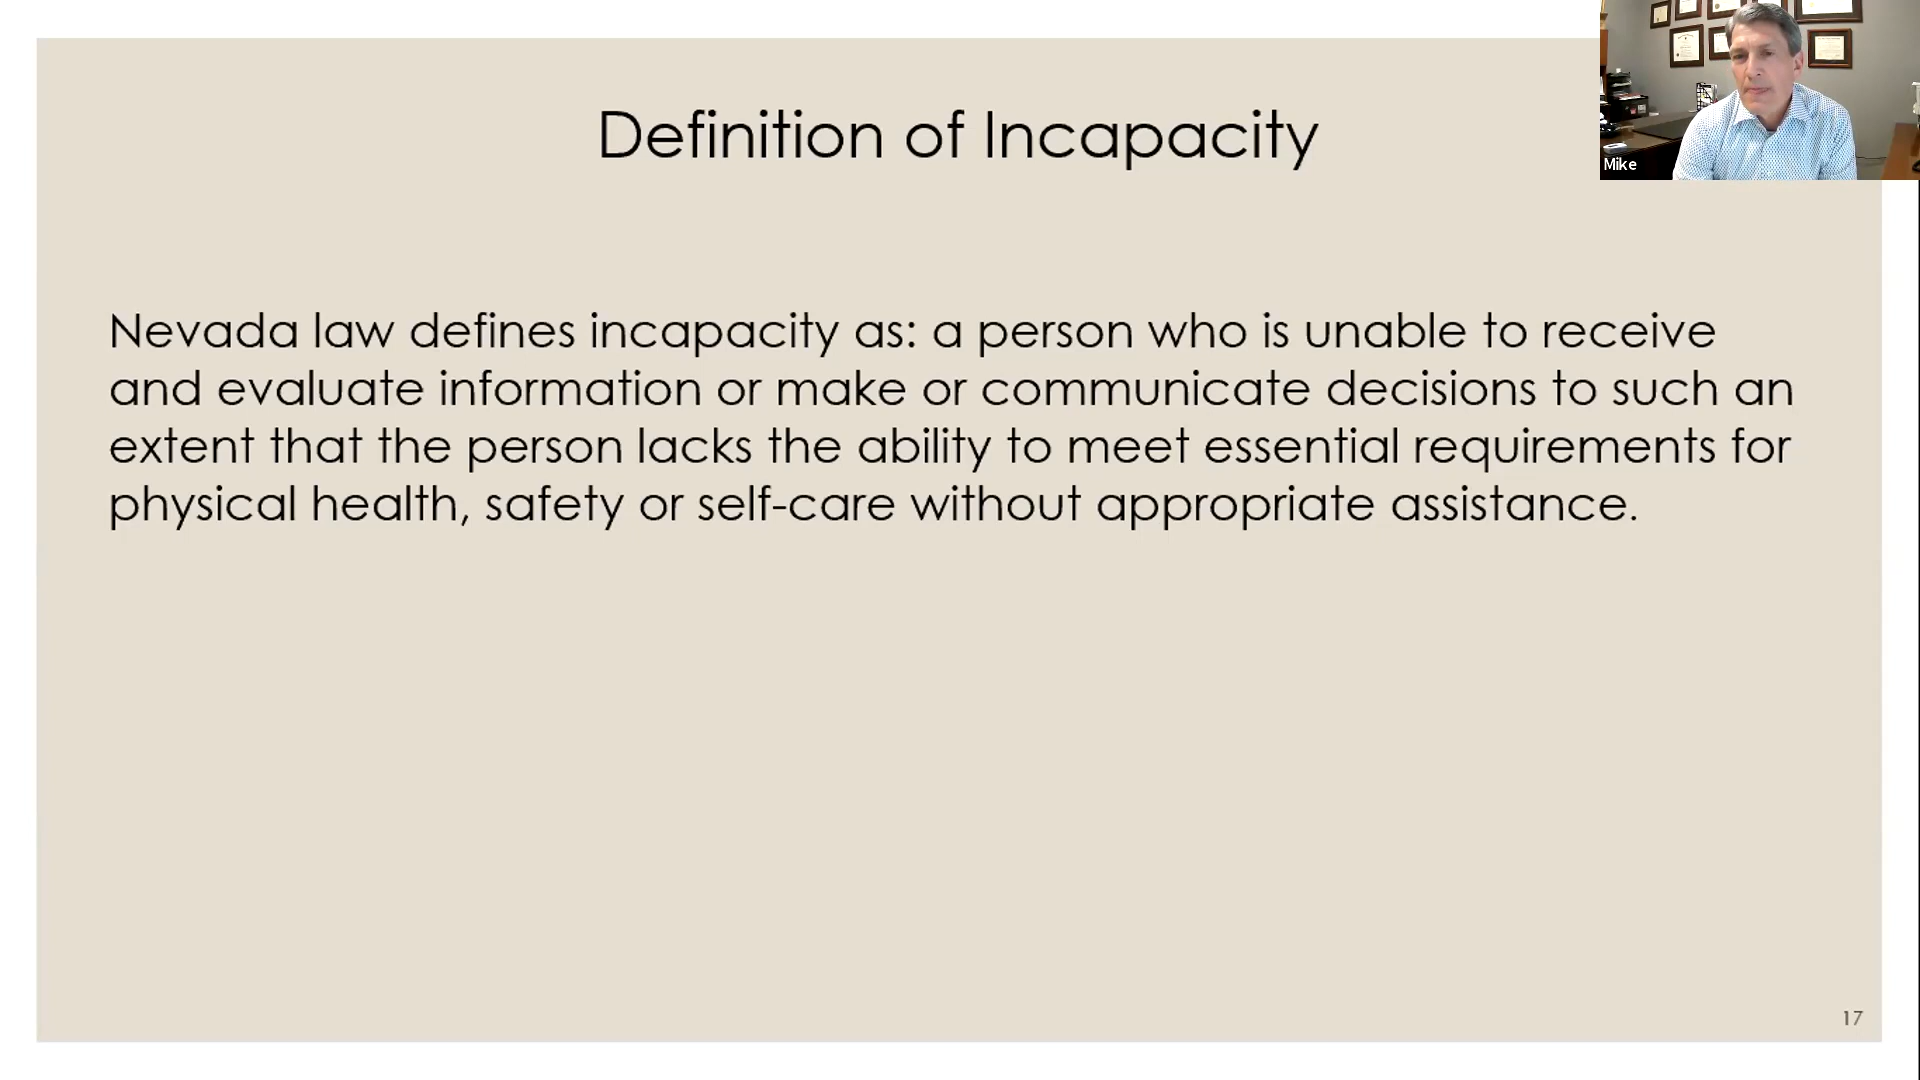 Definition of Incapacity
Mike
Nevada law defines incapacity as: a person who is unable to receive
and evaluate information or make or communicate decisions to such an
extent that the person lacks the ability to meet essential requirements for
physical health, safety or self-care without appropriate assistance.
17